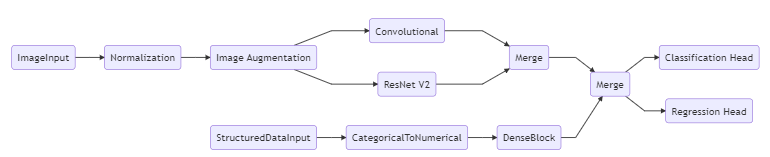 ImageInput
Normalization
Image Augmentation
Convolutional
ResNet V2
Merge
StructuredDataInput
CategoricalToNumerical
DenseBlock
Merge
Classification Head
Regression Head